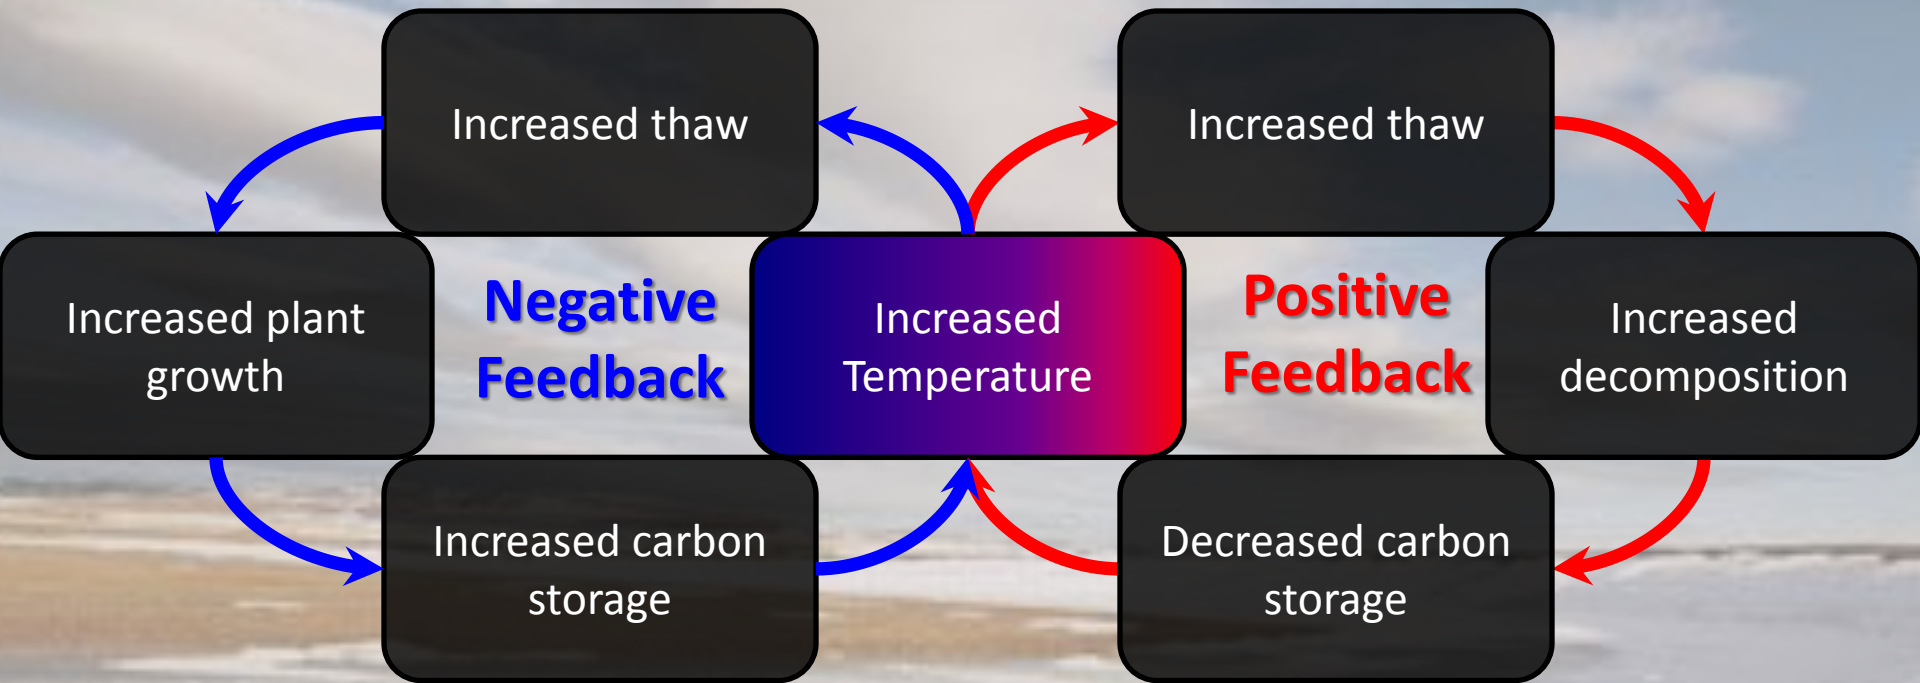 Increased thaw
Increased thaw
Increased plant
growth
Negative
Feedback
Increased
Temperature
Positive
Feedback
Increased
decomposition
Increased carbon
storage
Decreased carbon
storage